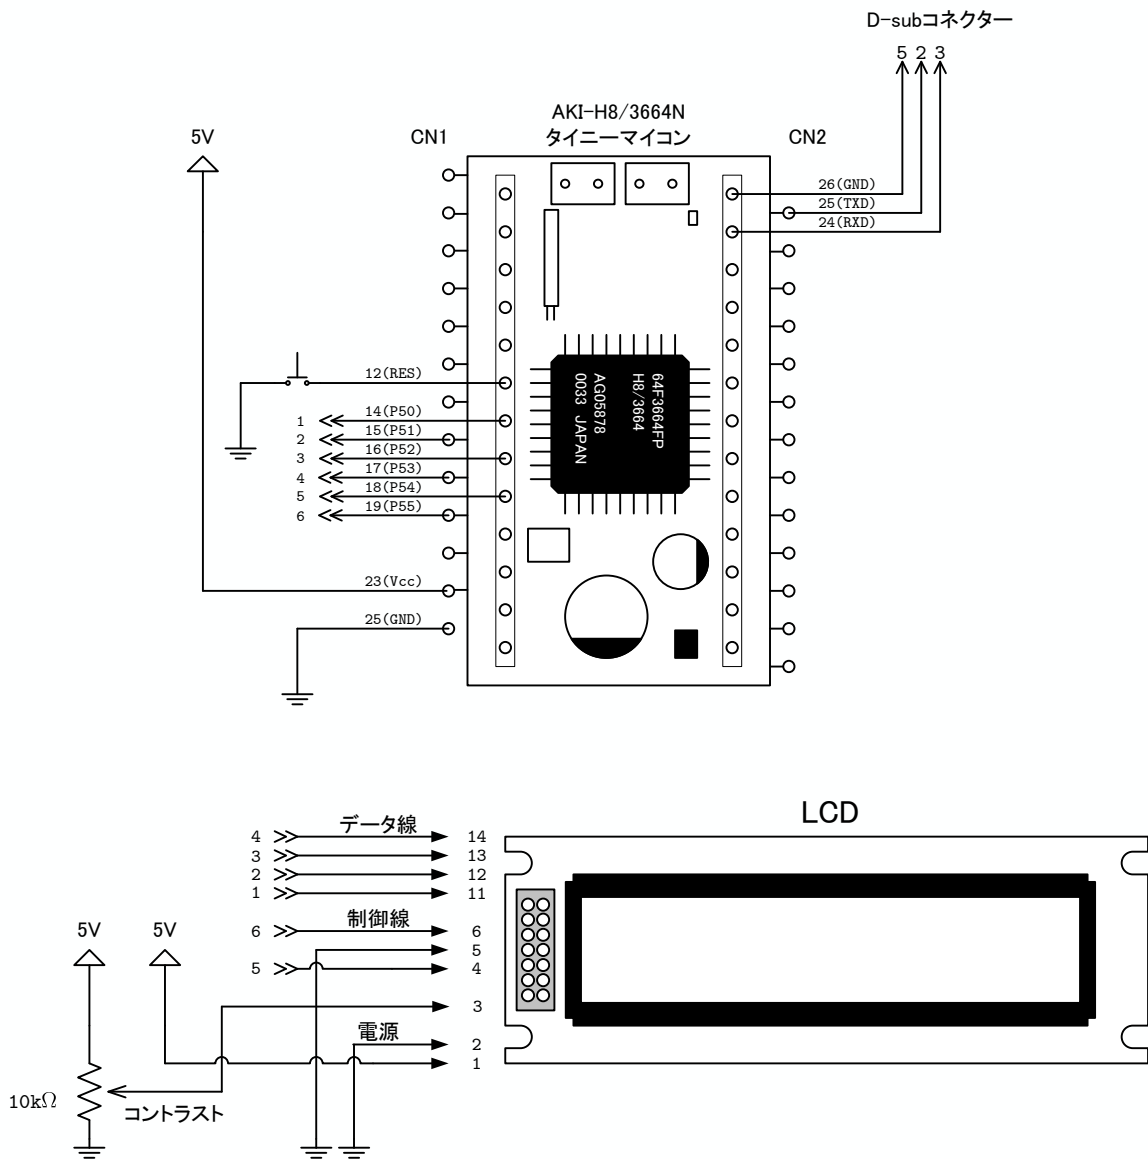 D-subコネクター
5 2 3
AKI-H8/3664N
タイニーマイコン
5V
CN1
CN2
26(GND)
25(TXD)
24(RXD)
12(RES)
1
14(P50)
2
15(P51)
3
16(P52)
4
17(P53)
5
18(P54)
6
19(P55)
64F3664FP
H8/3664
AG05878
0033 JAPAN
23(Vcc)
25(GND)
LCD
データ線
4
14
3
13
2
12
1
11
制御線
6
6
5
5
4
5V
5V
3
電源
2
1
10kΩ
コントラスト